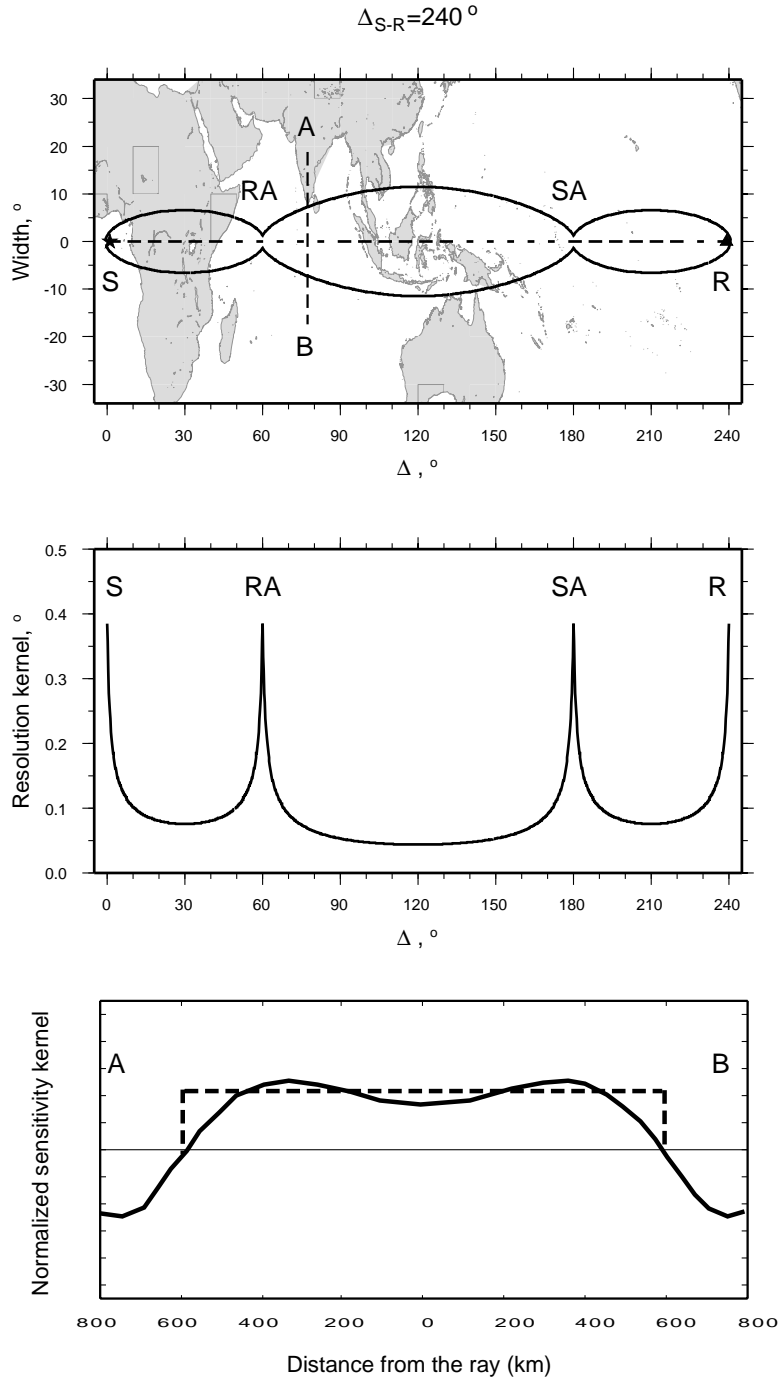 ΔS-R=240 o
30
20
10
0
-10
-20
-30
Width, o
A
RA
SA
S
R
B
0 30 60 90 120 150 180 210 240
Δ , o
0.5
0.4
0.3
0.2
0.1
0.0
Resolution kernel, o
S RA SA R
0 30 60 90 120 150 180 210 240
Δ , o
Normalized sensitivity kernel
A B
800 600 400 200 0 200 400 600 800
Distance from the ray (km)